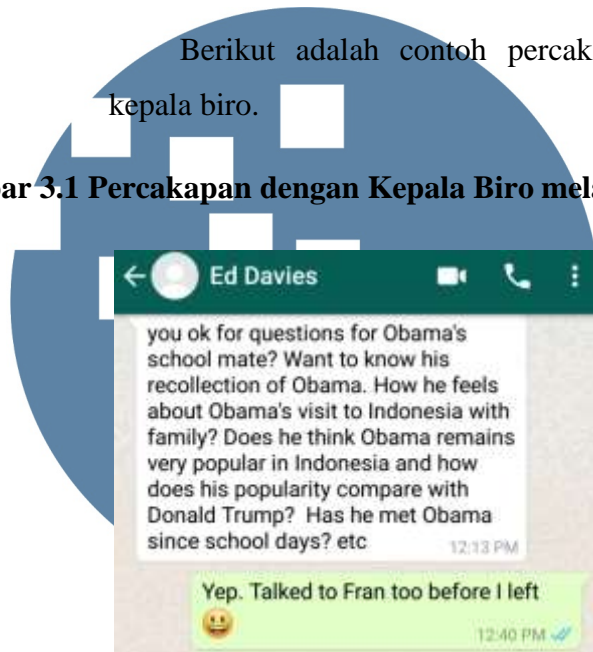 Berikut adalah contoh percak
kepala biro.
ar 3.1 Percakapan dengan Kepala Biro mel
Ed Davies
you ok for questions for Obama's
school mate? Want to know his
recollection of Obama. How he feels
about Obama's visit to Indonesia with
family? Does he think Obama remains
very popular in Indonesia and how
does his popularity compare with
Donald Trump? Has he met Obama
since school days? etc
12:13 PM
Yep. Talked to Fran too before I left
😀
12:40 PM